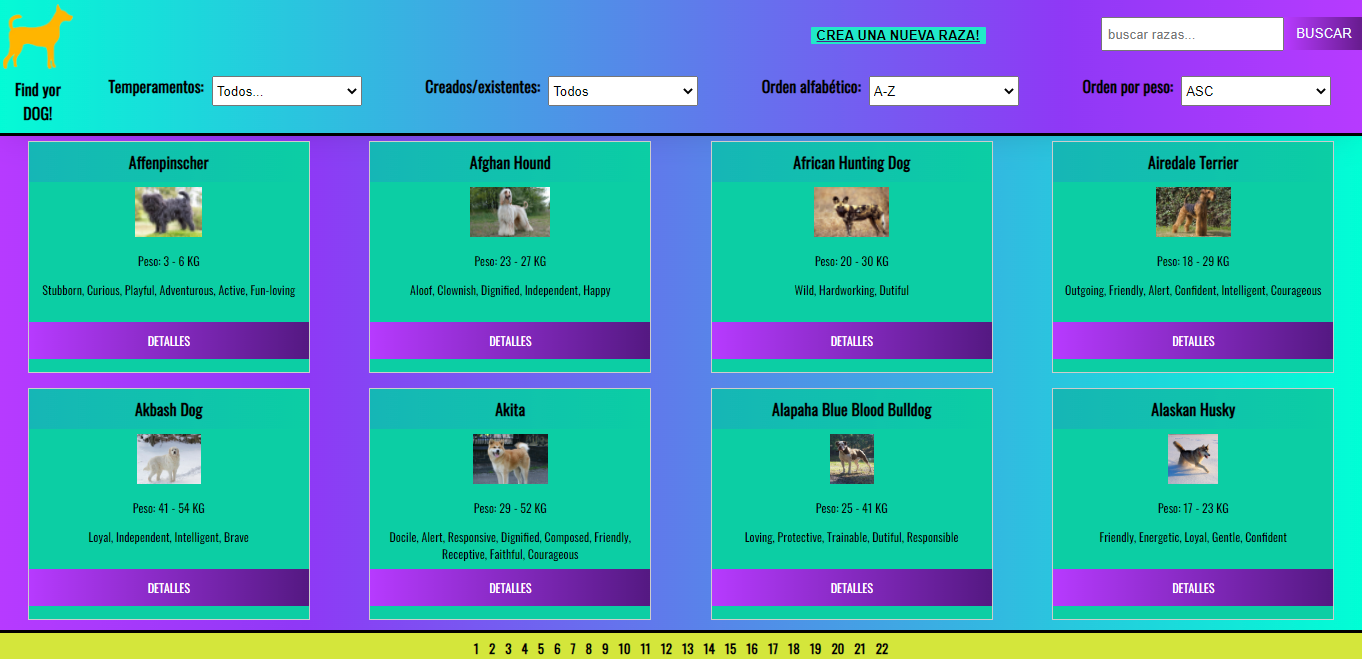 CREA UNA NUEVA RAZA!
buscar razas...
BUSCAR
Find yor
DOG!
Temperamentos:
Todos...
Creados/existentes:
Todos
Orden alfabético:
A-Z
Orden por peso:
ASC
Affenpinscher
Peso: 3 - 6 KG
Stubborn, Curious, Playful, Adventurous, Active, Fun-loving
DETALLES
Afghan Hound
Peso: 23 - 27 KG
Aloof, Clownish, Dignified, Independent, Happy
DETALLES
African Hunting Dog
Peso: 20 - 30 KG
Wild, Hardworking, Dutiful
DETALLES
Airedale Terrier
Peso: 18 - 29 KG
Outgoing, Friendly, Alert, Confident, Intelligent, Courageous
DETALLES
Akbash Dog
Peso: 41 - 54 KG
Loyal, Independent, Intelligent, Brave
DETALLES
Akita
Peso: 29 - 52 KG
Docile, Alert, Responsive, Dignified, Composed, Friendly,
Receptive, Faithful, Courageous
DETALLES
Alapaha Blue Blood Bulldog
Peso: 25 - 41 KG
Loving, Protective, Trainable, Dutiful, Responsible
DETALLES
Alaskan Husky
Peso: 17 - 23 KG
Friendly, Energetic, Loyal, Gentle, Confident
DETALLES
1 2 3 4 5 6 7 8 9 10 11 12 13 14 15 16 17 18 19 20 21 22